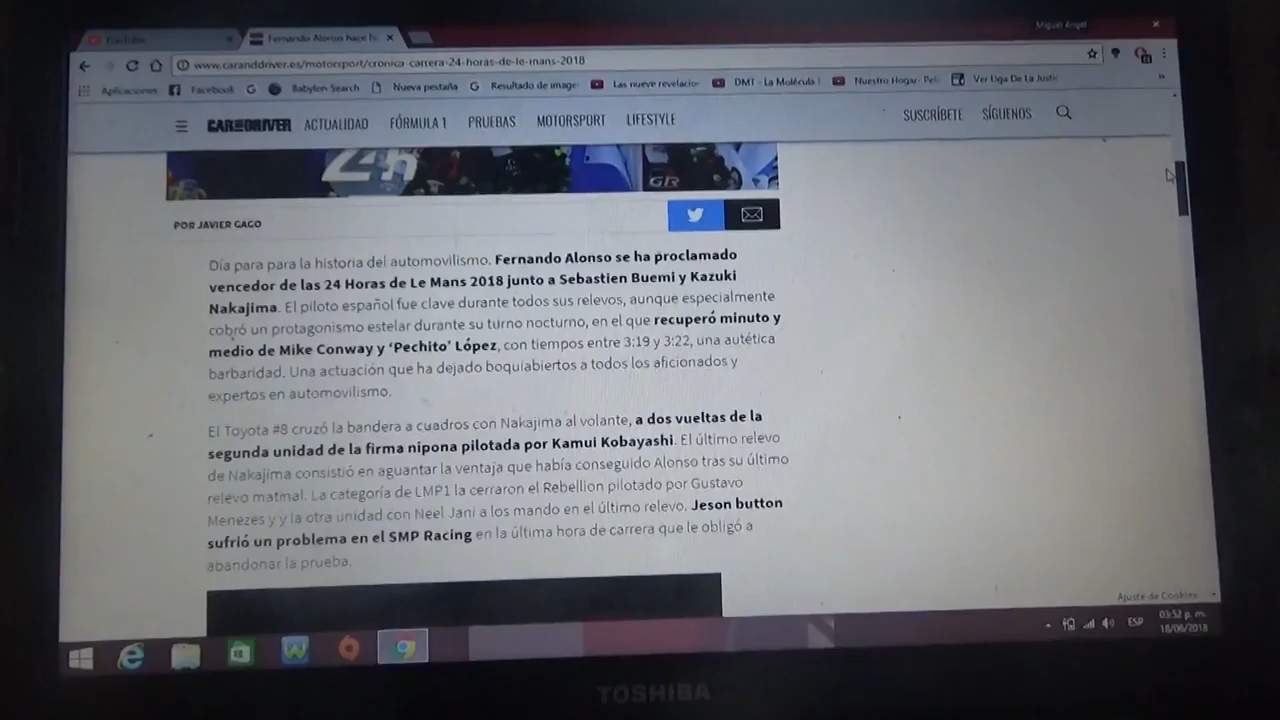 Miguel Angel
YouTube
Fernando Alonso hace hi
www.caranddriver.es/motorsport/cronica-carrera-24-horas-de-le-mans-2018
Aplicaciones Facebook Babylon Search Nueva pestaña Resultado de image Las nueve revelacion DMT - La Molécula Nuestro Hogar - Ver Liga De La Justic
CAR AND DRIVER ACTUALIDAD FÓRMULA 1 PRUEBAS MOTORSPORT LIFESTYLE SUSCRÍBETE SÍGUENOS
24h
GR
POR JAVIER GAGO
Día para para la historia del automovilismo. Fernando Alonso se ha proclamado
vencedor de las 24 Horas de Le Mans 2018 junto a Sebastien Buemi y Kazuki
Nakajima. El piloto español fue clave durante todos sus relevos, aunque especialmente
cobró un protagonismo estelar durante su turno nocturno, en el que recuperó minuto y
medio de Mike Conway y ‘Pechito’ López, con tiempos entre 3:19 y 3:22, una autética
barbaridad. Una actuación que ha dejado boquiabiertos a todos los aficionados y
expertos en automovilismo.
El Toyota #8 cruzó la bandera a cuadros con Nakajima al volante, a dos vueltas de la
segunda unidad de la firma nipona pilotada por Kamui Kobayashi. El último relevo
de Nakajima consistió en aguantar la ventaja que había conseguido Alonso tras su último
relevo matinal. La categoría de LMP1 la cerraron el Rebellion pilotado por Gustavo
Menezes y y la otra unidad con Neel Jani a los mando en el último relevo. Jeson button
sufrió un problema en el SMP Racing en la última hora de carrera que le obligó a
abandonar la prueba.
Ajuste de Cookies
ESP
03:52 p. m.
18/06/2018
TOSHIBA